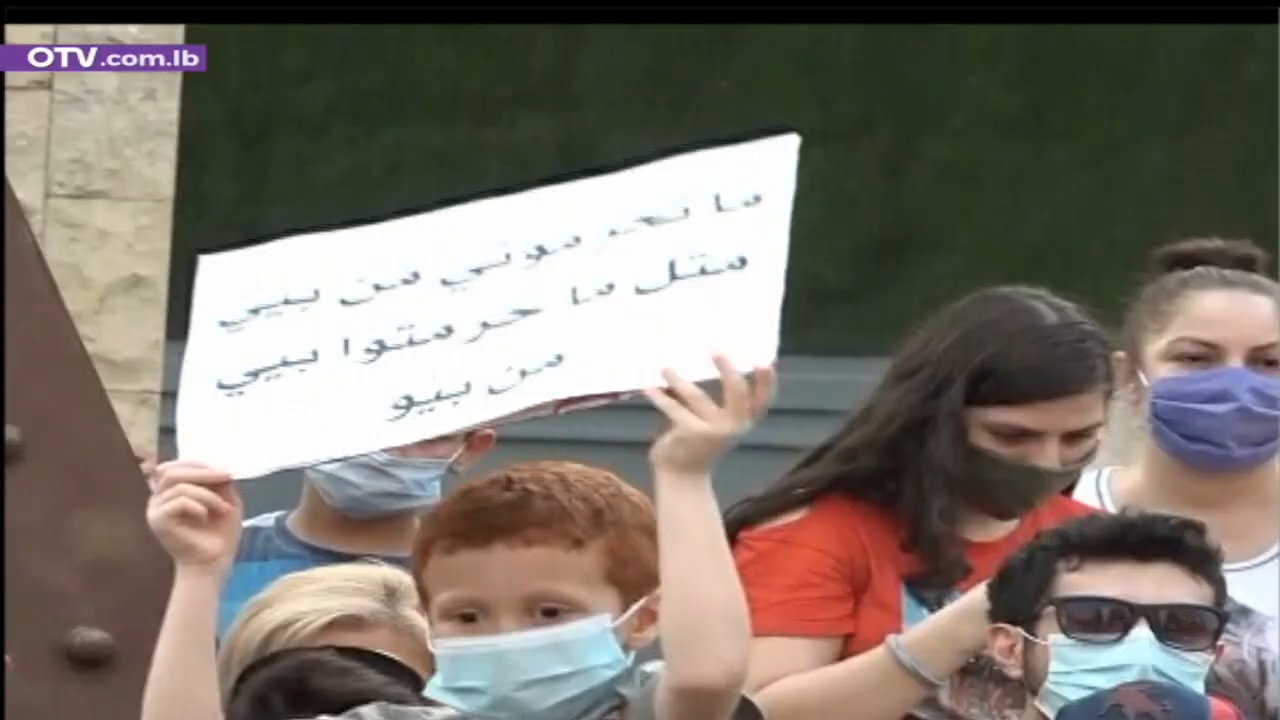 OTV.com.lb
ما تحرموني من بيي
متل ما حرمتوا بيي
من بيو